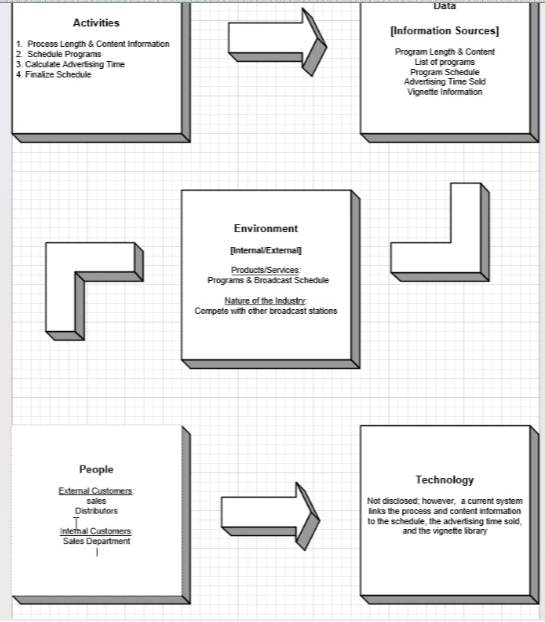 Activities
1. Process Length & Content Information
2. Schedule Programs
3. Calculate Advertising Time
4. Finalize Schedule
Data
[Information Sources]
Program Length & Content
List of programs
Program Schedule
Advertising Time Sold
Vignette Information
Environment
[Internal/External]
Products/Services:
Programs & Broadcast Schedule
Nature of the Industry:
Compete with other broadcast stations
People
External Customers:
sales
Distributors
Internal Customers:
Sales Department
Technology
Not disclosed; however, a current system
links the process and content information
to the schedule, the advertising time sold,
and the vignette library